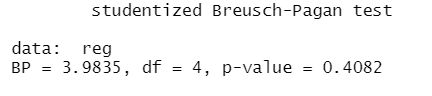 studentized Breusch-Pagan test
data: reg
BP = 3.9835, df = 4, p-value = 0.4082